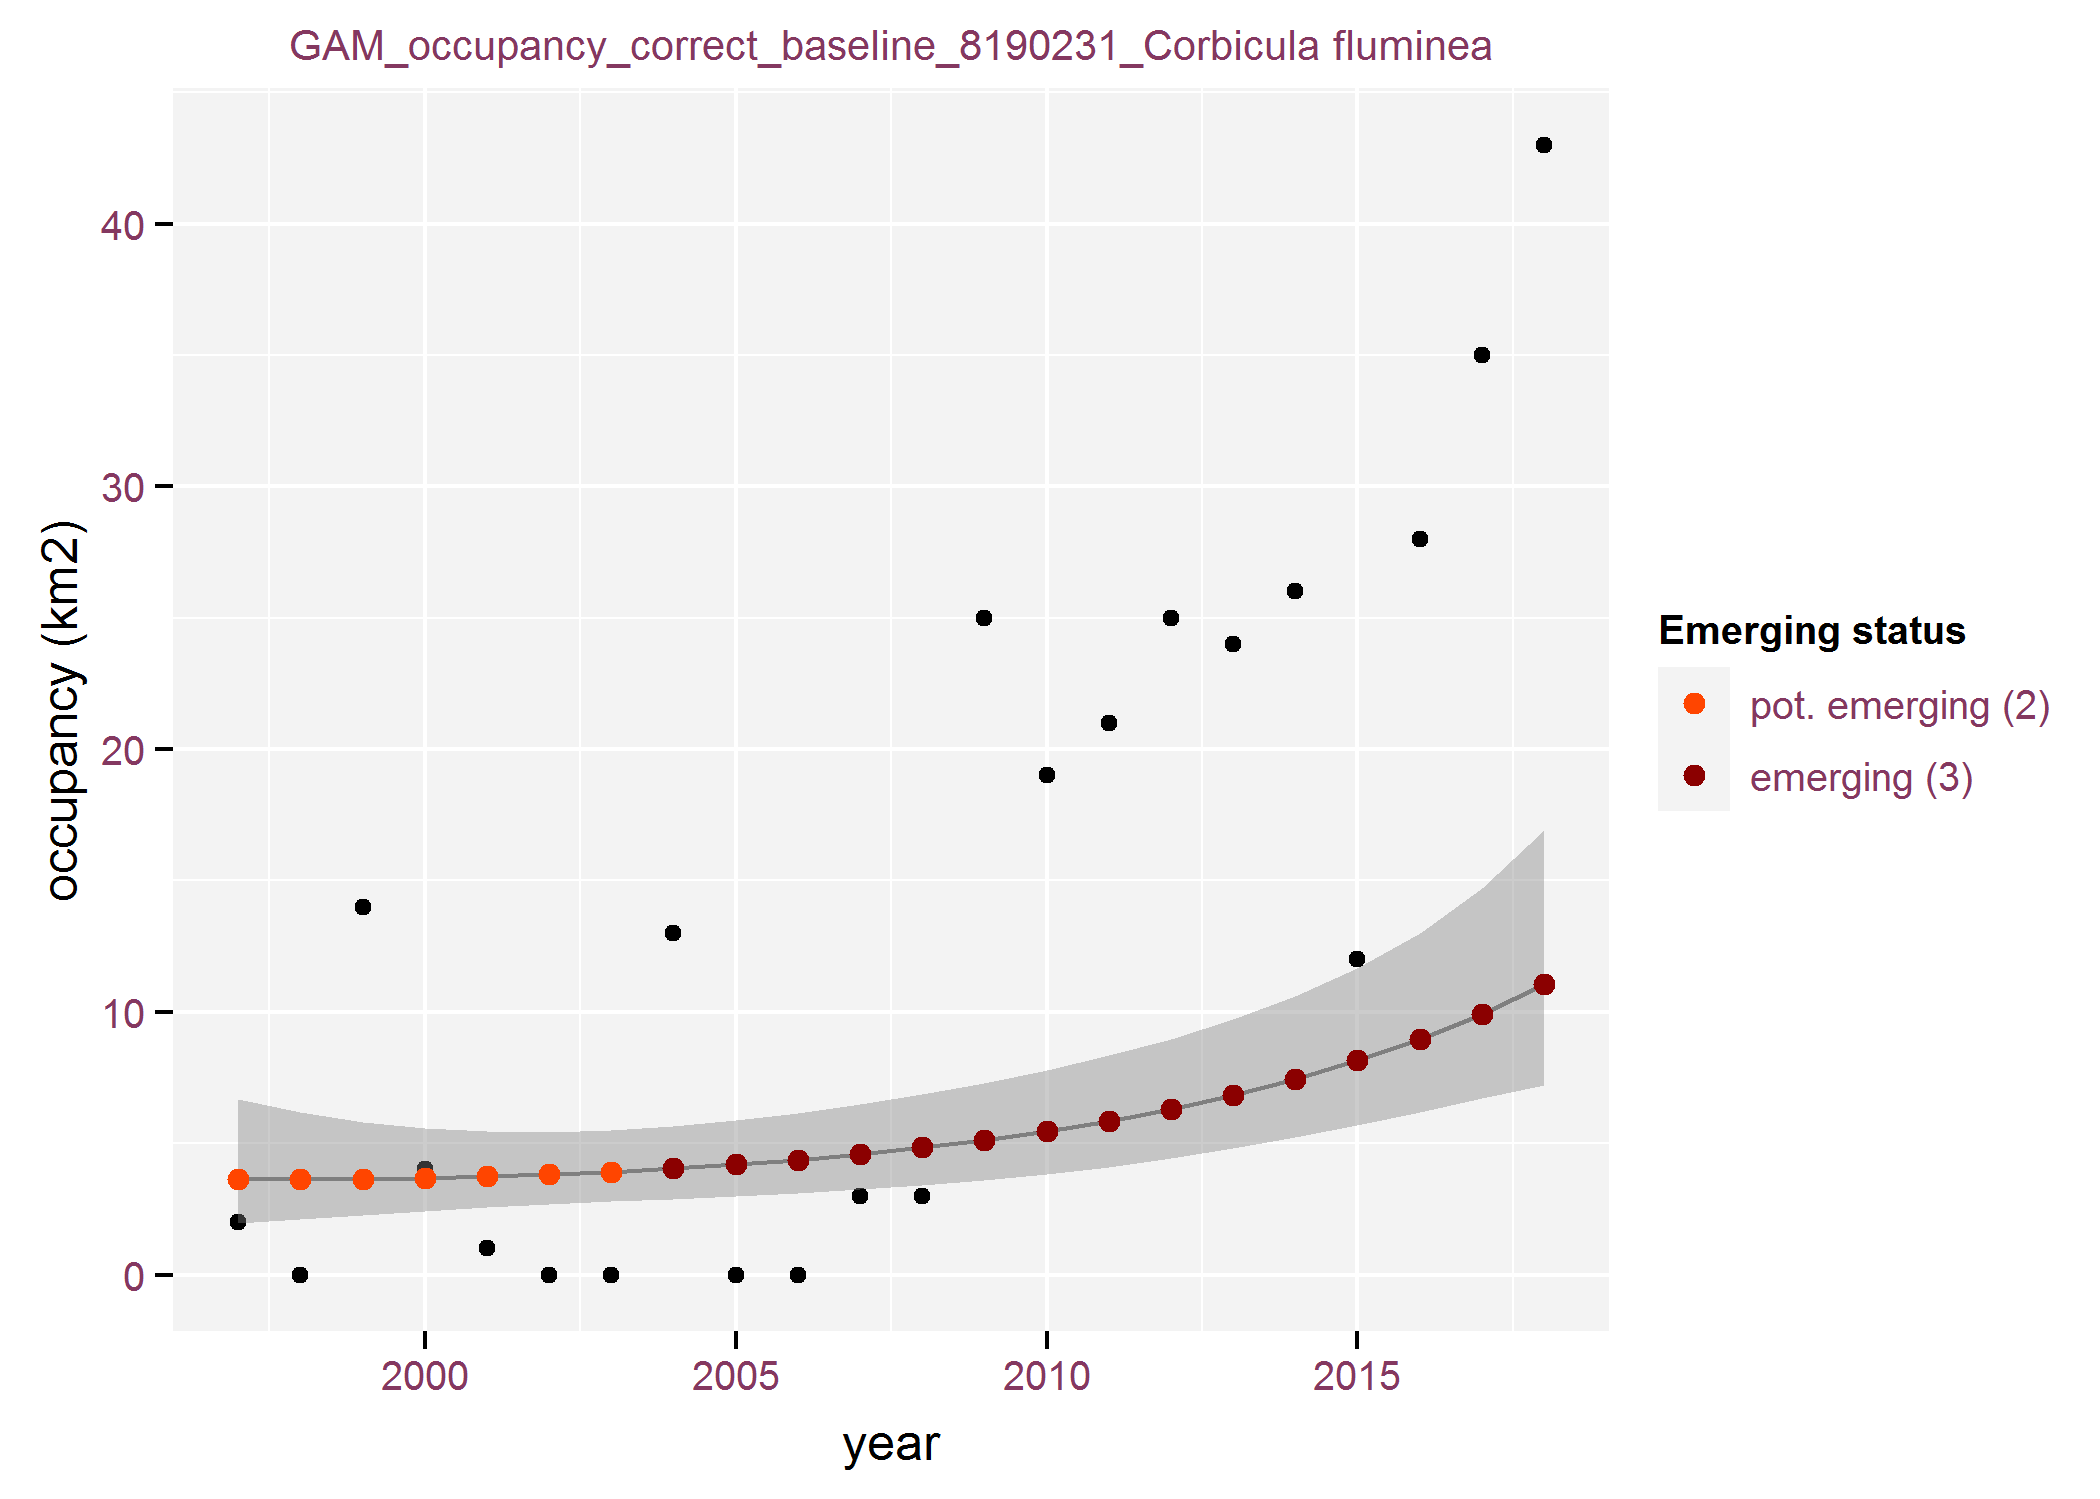 GAM_occupancy_correct_baseline_8190231_Corbicula fluminea
occupancy (km2)
40
30
20
10
0
2000 2005 2010 2015
year
Emerging status
pot. emerging (2)
emerging (3)